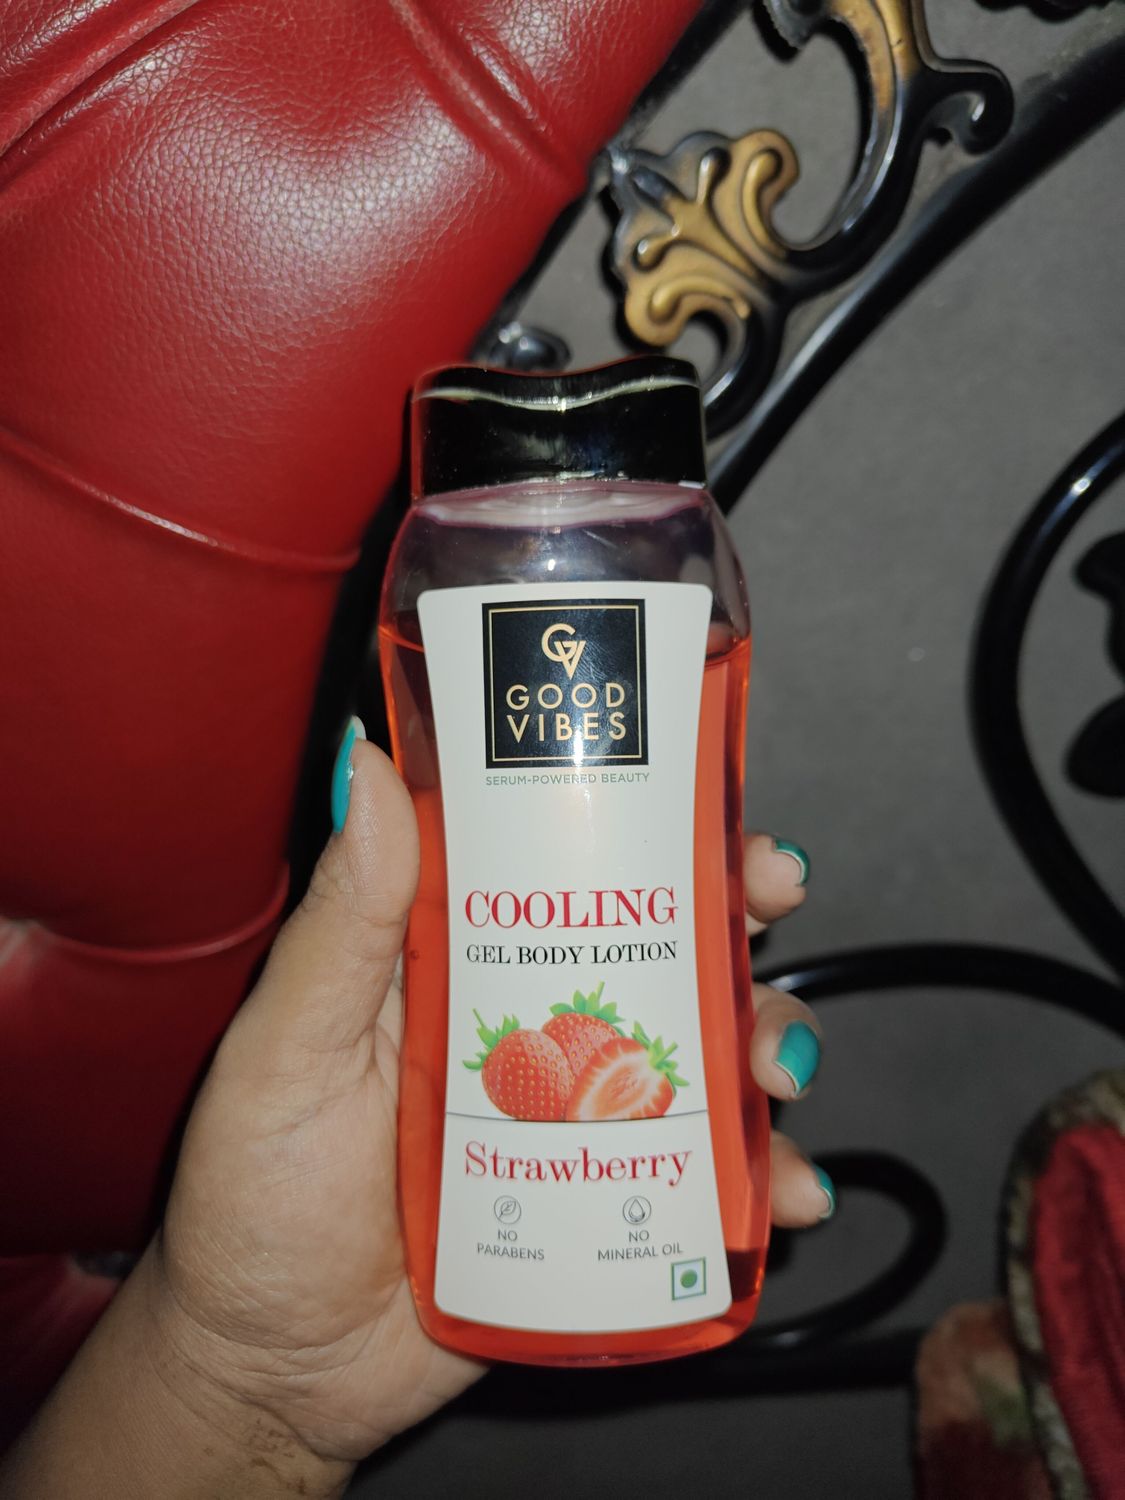 GV
GOOD
VIBES
SERUM-POWERED BEAUTY
COOLING
GEL BODY LOTION
Strawberry
NO
PARABENS
NO
MINERAL OIL